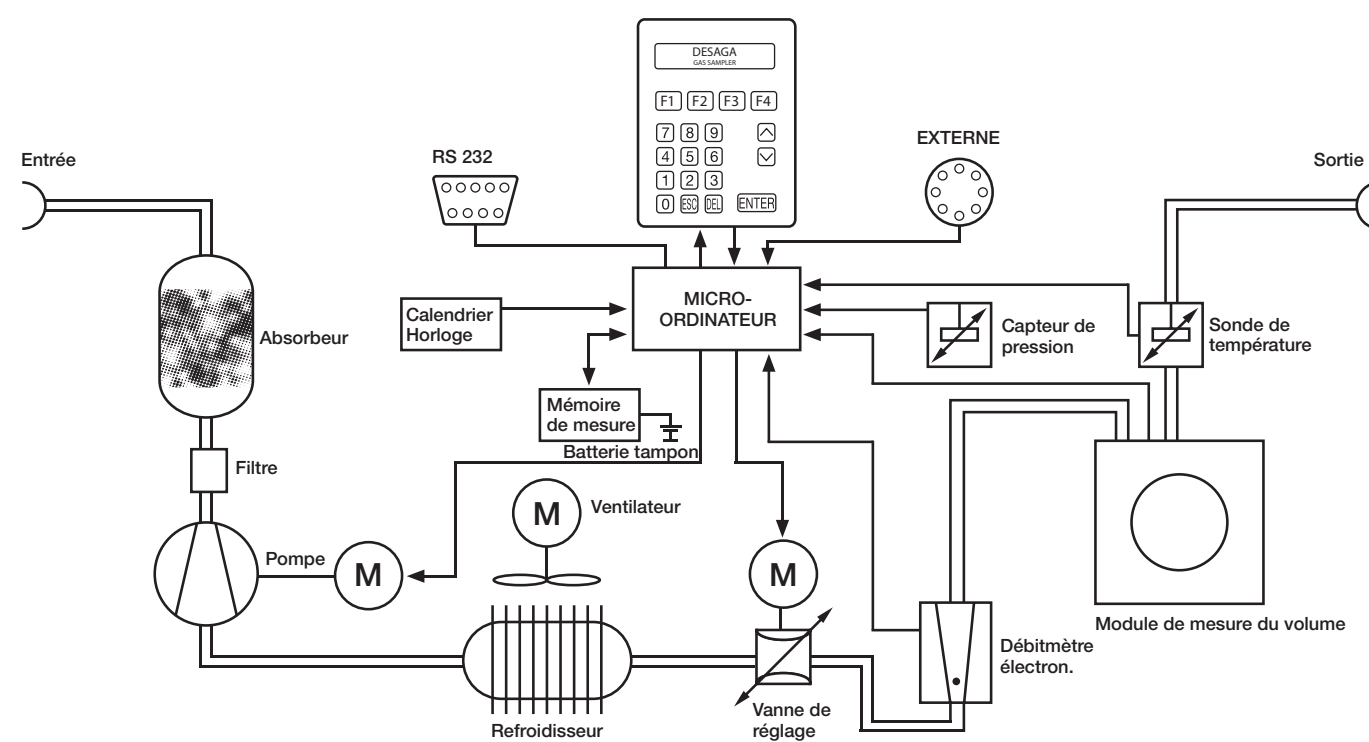 DESAGA
GAS SAMPLER
F1 F2 F3 F4
7 8 9
4 5 6
1 2 3
0 ESC DEL ENTER
Entrée
RS 232
EXTERNE
Sortie
MICRO-
ORDINATEUR
Calendrier
Horloge
Absorbeur
Capteur de
pression
Sonde de
température
Mémoire
de mesure
Batterie tampon
Filtre
Ventilateur
M
Pompe
M
M
Module de mesure du volume
Débitmètre
électron.
Vanne de
réglage
Refroidisseur